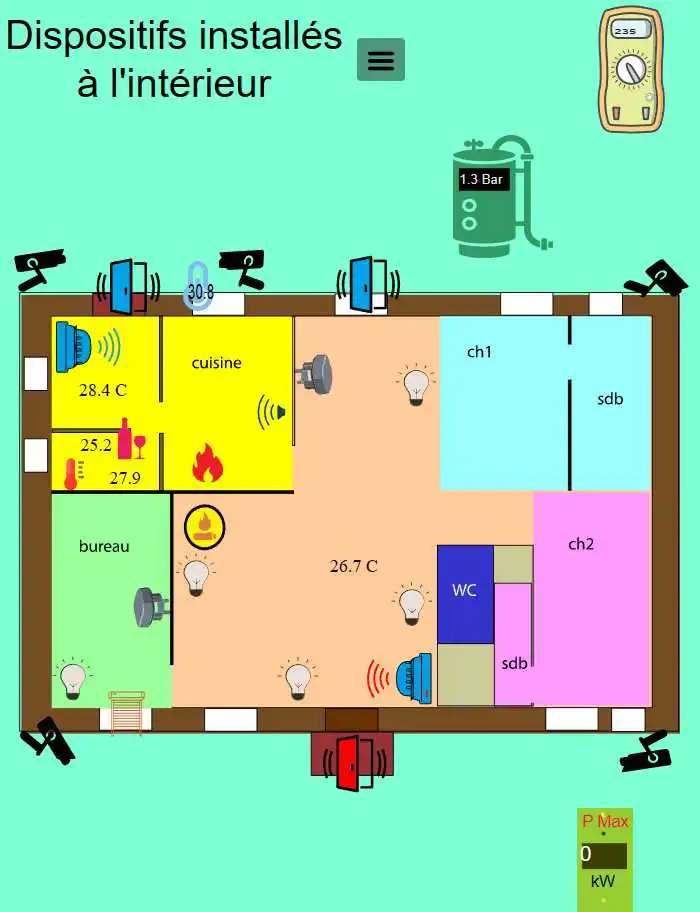 Dispositifs installés
à l'intérieur
235
1.3 Bar
30.8
cuisine
ch1
28.4 C
sdb
25.2
27.9
bureau
ch2
26.7 C
WC
sdb
P Max
0
kW